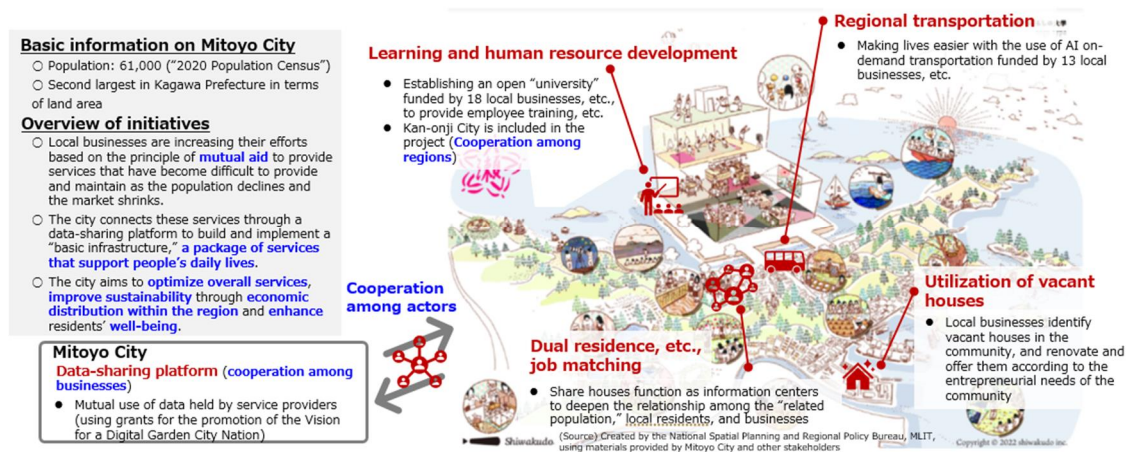 Basic information on Mitoyo City
○ Population: 61,000 (“2020 Population Census”)
○ Second largest in Kagawa Prefecture in terms
of land area
Overview of initiatives
○ Local businesses are increasing their efforts
based on the principle of mutual aid to provide
services that have become difficult to provide
and maintain as the population declines and
the market shrinks.
○ The city connects these services through a
data-sharing platform to build and implement a
“basic infrastructure,” a package of services
that support people’s daily lives.
○ The city aims to optimize overall services,
improve sustainability through economic
distribution within the region and enhance
residents’ well-being.
Mitoyo City
Data-sharing platform (cooperation among
businesses)
● Mutual use of data held by service providers
(using grants for the promotion of the Vision
for a Digital Garden City Nation)
Cooperation
among actors
Learning and human resource development
● Establishing an open “university”
funded by 18 local businesses, etc.,
to provide employee training, etc.
● Kan-onji City is included in the
project (Cooperation among
regions)
Regional transportation
● Making lives easier with the use of AI on-
demand transportation funded by 13 local
businesses, etc.
Utilization of vacant
houses
● Local businesses identify
vacant houses in the
community, and renovate and
offer them according to the
entrepreneurial needs of the
community
Dual residence, etc.,
job matching
● Share houses function as information centers
to deepen the relationship among the “related
population,” local residents, and businesses
Shiwakudo
(Source) Created by the National Spatial Planning and Regional Policy Bureau, MLIT,
using materials provided by Mitoyo City and other stakeholders
Copyright © 2022 shiwakudo inc.